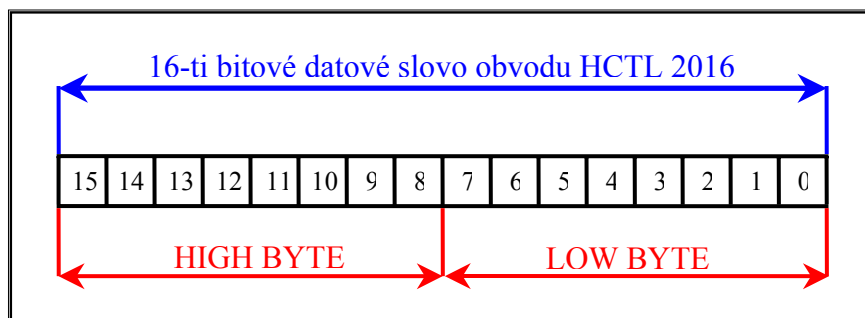 16-ti bitové datové slovo obvodu HCTL 2016
15 14 13 12 11 10 9 8 7 6 5 4 3 2 1 0
HIGH BYTE LOW BYTE